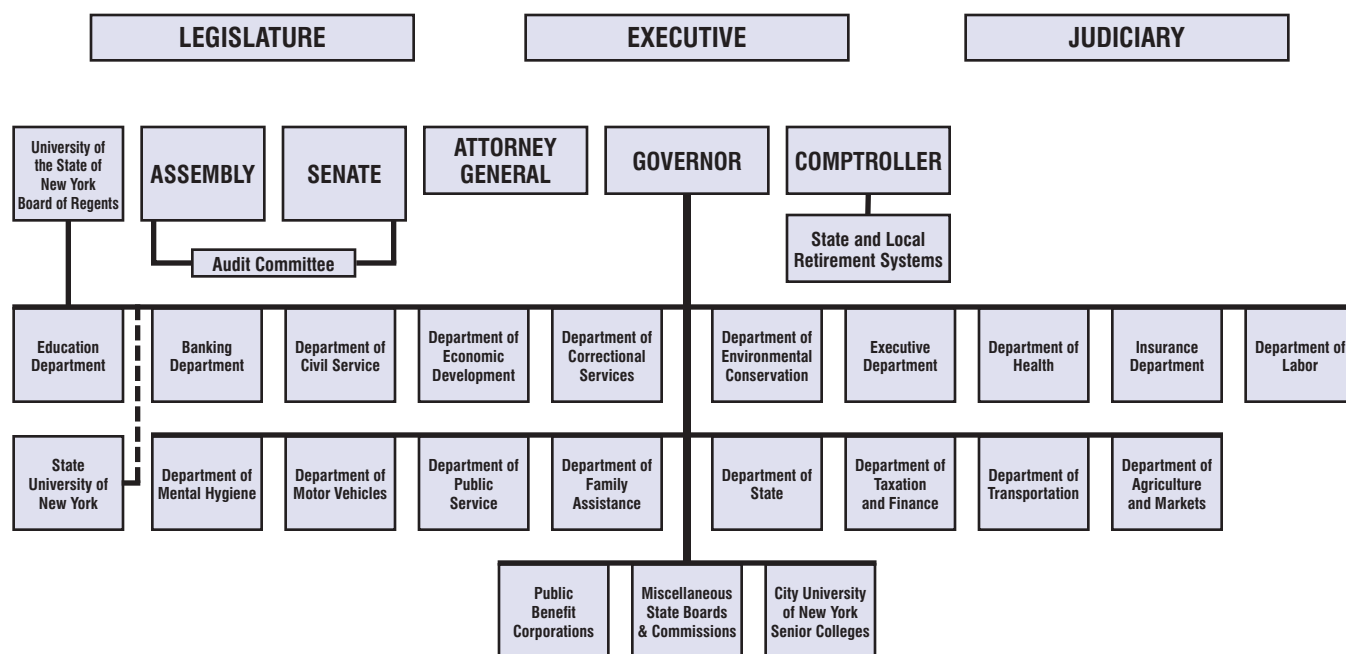 LEGISLATURE
EXECUTIVE
JUDICIARY
University of
the State of
New York
Board of Regents
ASSEMBLY
SENATE
ATTORNEY
GENERAL
GOVERNOR
COMPTROLLER
Audit Committee
State and Local
Retirement Systems
Education
Department
Banking
Department
Department of
Civil Service
Department of
Economic
Development
Department of
Correctional
Services
Department of
Environmental
Conservation
Executive
Department
Department of
Health
Insurance
Department
Department of
Labor
State
University of
New York
Department of
Mental Hygiene
Department of
Motor Vehicles
Department of
Public
Service
Department of
Family
Assistance
Department of
State
Department of
Taxation
and Finance
Department of
Transportation
Department of
Agriculture
and Markets
Public
Benefit
Corporations
Miscellaneous
State Boards
& Commissions
City University
of New York
Senior Colleges